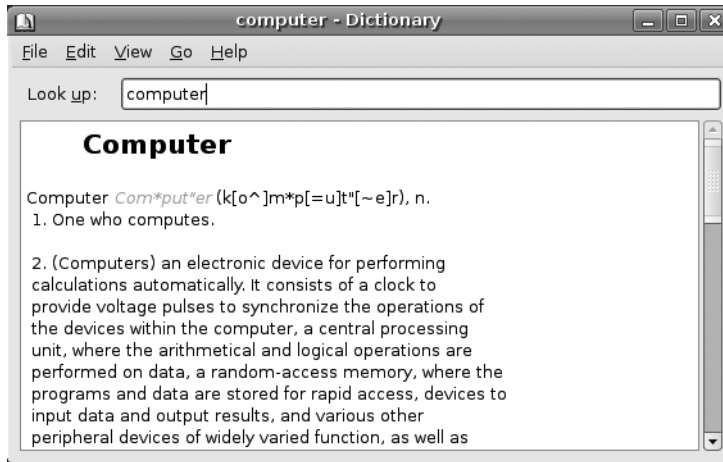 computer - Dictionary
File Edit View Go Help
Look up: computer
Computer
Computer Com*put"er (k[o^]m*p[=u]t"[~e]r), n.
1. One who computes.
2. (Computers) an electronic device for performing
calculations automatically. It consists of a clock to
provide voltage pulses to synchronize the operations of
the devices within the computer, a central processing
unit, where the arithmetical and logical operations are
performed on data, a random-access memory, where the
programs and data are stored for rapid access, devices to
input data and output results, and various other
peripheral devices of widely varied function, as well as